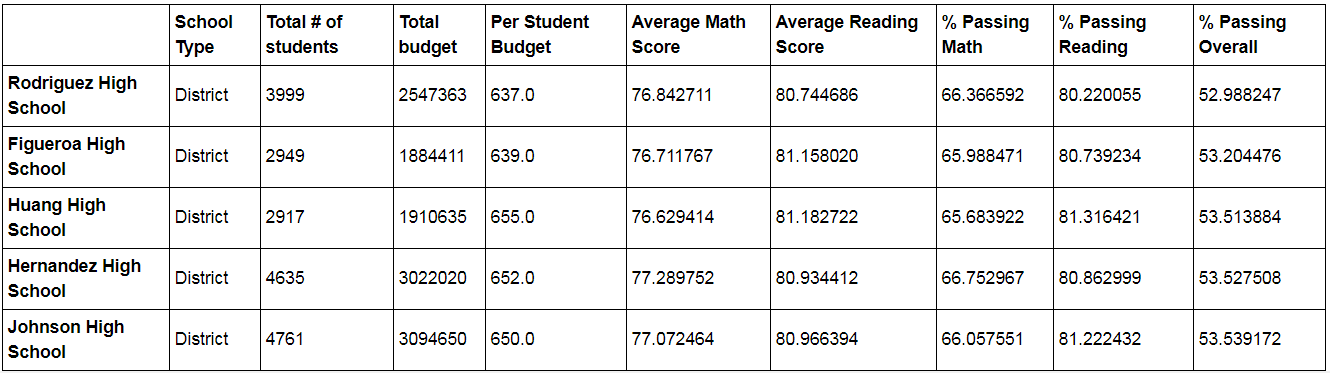 School Type Total # of students Total budget Per Student Budget Average Math Score Average Reading Score % Passing Math % Passing Reading % Passing Overall
Rodriguez High School District 3999 2547363 637.0 76.842711 80.744686 66.366592 80.220055 52.988247
Figueroa High School District 2949 1884411 639.0 76.711767 81.158020 65.988471 80.739234 53.204476
Huang High School District 2917 1910635 655.0 76.629414 81.182722 65.683922 81.316421 53.513884
Hernandez High School District 4635 3022020 652.0 77.289752 80.934412 66.752967 80.862999 53.527508
Johnson High School District 4761 3094650 650.0 77.072464 80.966394 66.057551 81.222432 53.539172